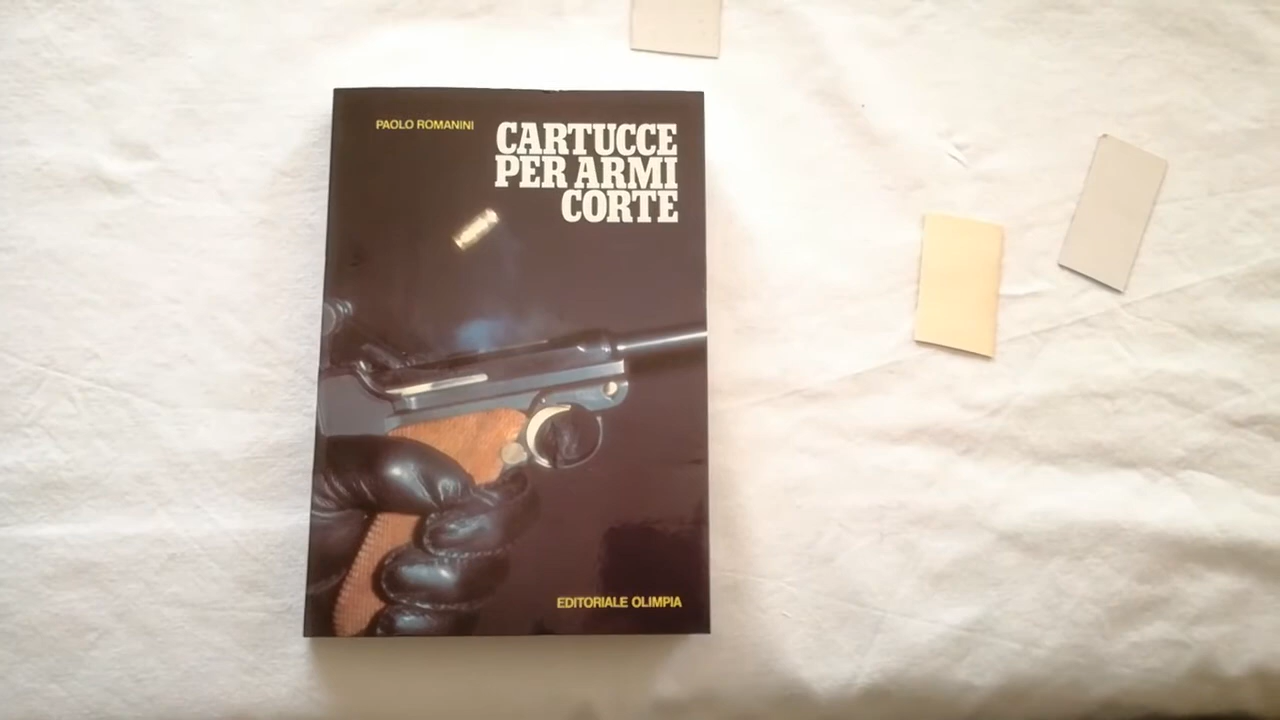 PAOLO ROMANINI
CARTUCCE
PER ARMI
CORTE
EDITORIALE OLIMPIA